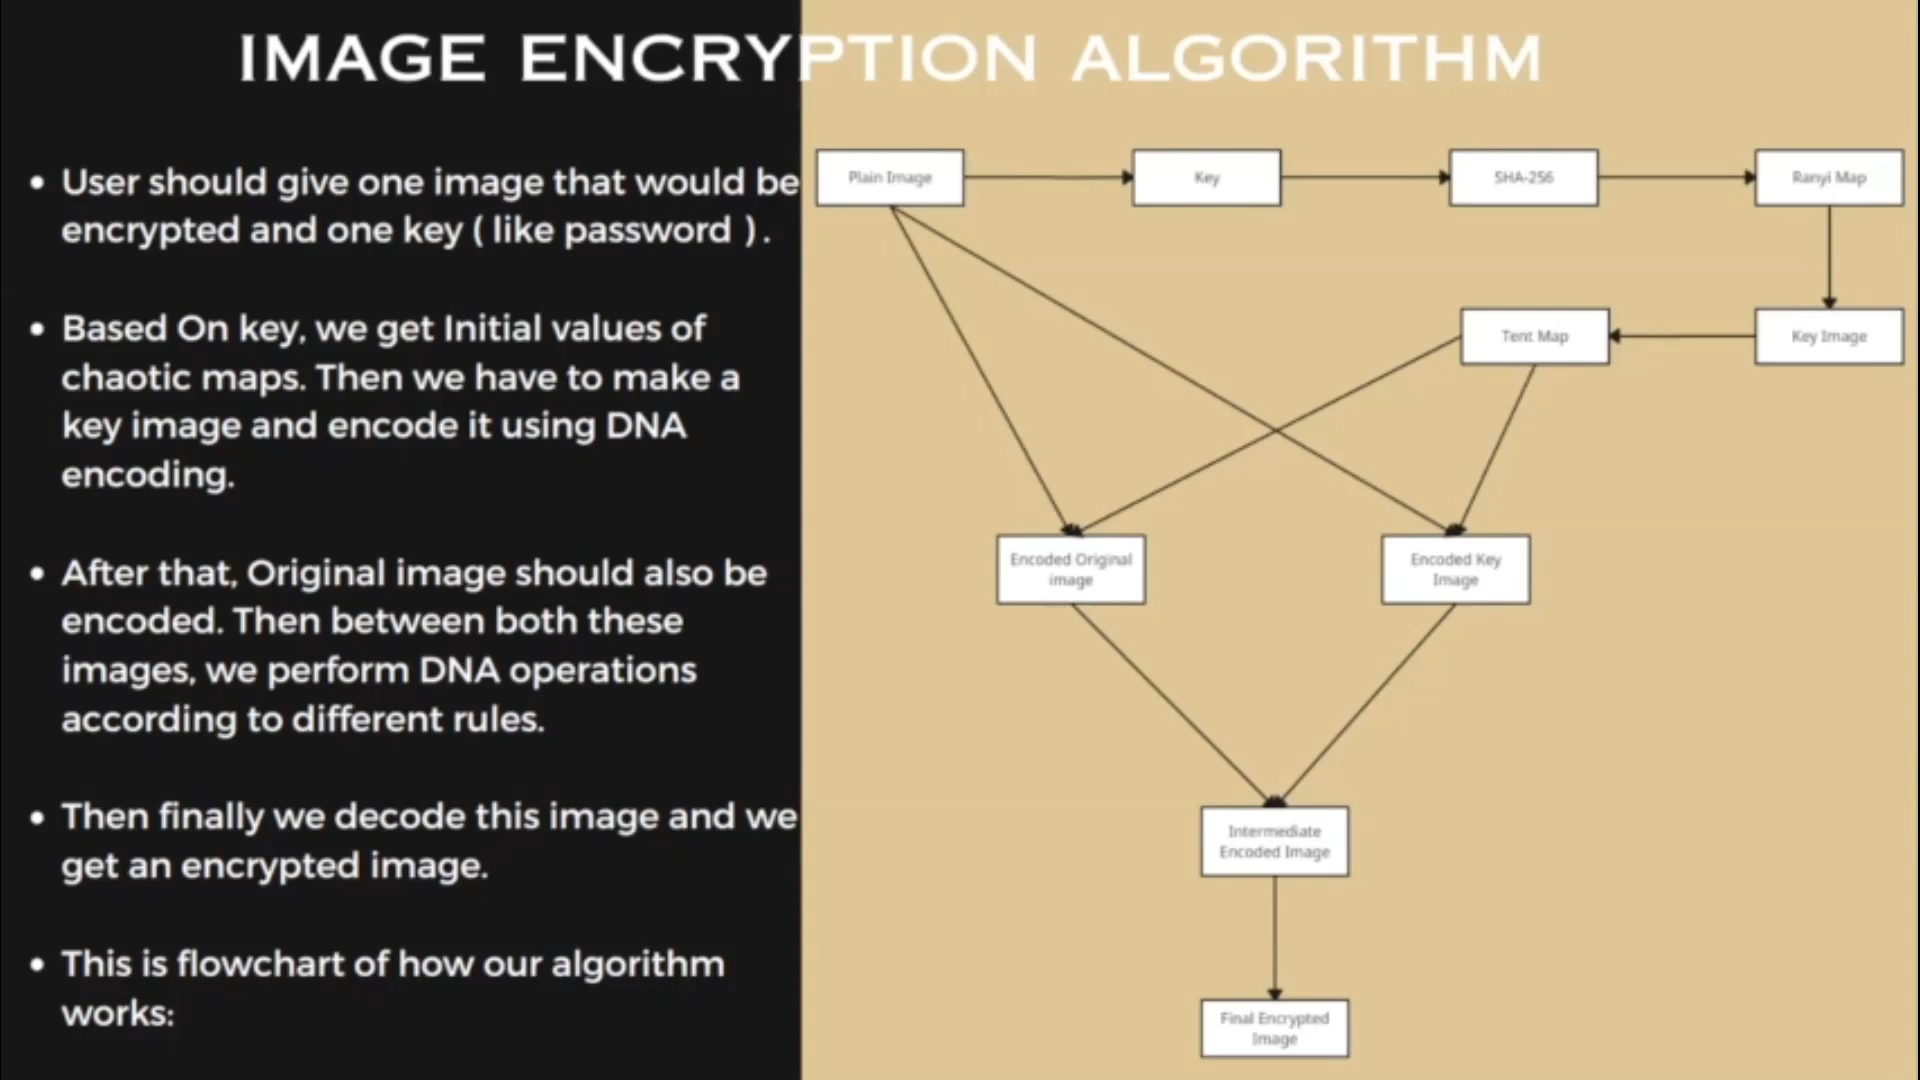 IMAGE ENCRYPTION ALGORITHM
• User should give one image that would be
encrypted and one key ( like password ) .
• Based On key, we get Initial values of
chaotic maps. Then we have to make a
key image and encode it using DNA
encoding.
• After that, Original image should also be
encoded. Then between both these
images, we perform DNA operations
according to different rules.
• Then finally we decode this image and we
get an encrypted image.
• This is flowchart of how our algorithm
works:
Plain Image
Key
SHA-256
Ranyi Map
Tent Map
Key Image
Encoded Original
image
Encoded Key
Image
Intermediate
Encoded Image
Final Encrypted
Image